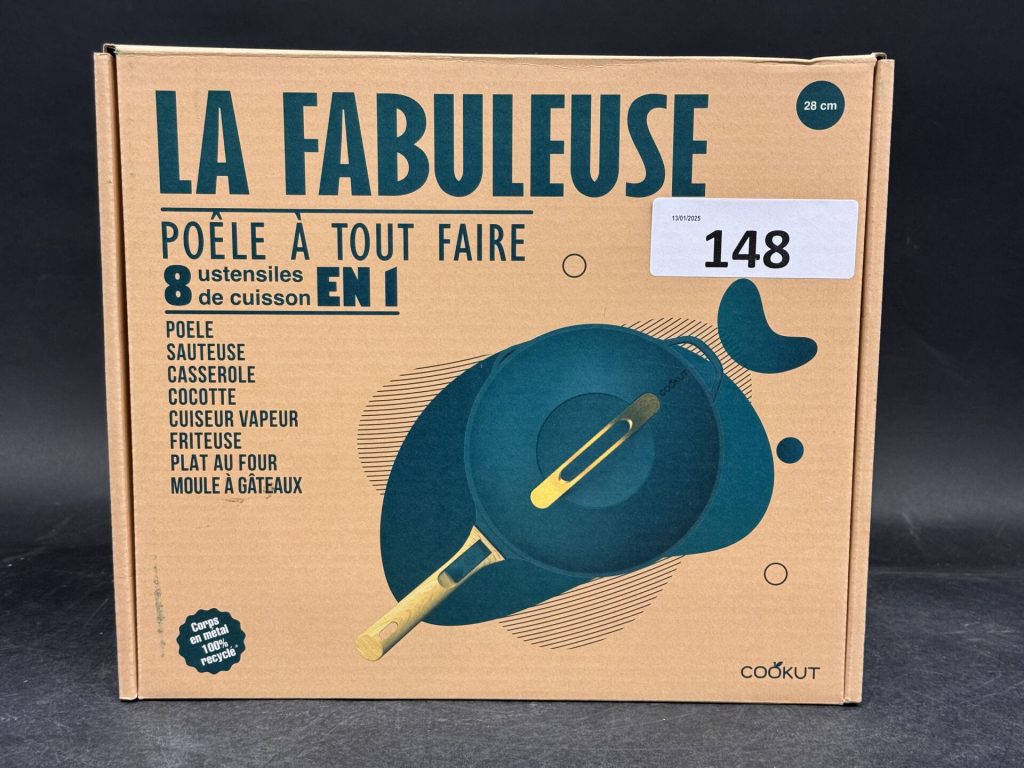 LA FABULEUSE
28 cm
13/01/2025
148
POÊLE À TOUT FAIRE
8 ustensiles
de cuisson EN 1
POELE
SAUTEUSE
CASSEROLE
COCOTTE
CUISEUR VAPEUR
FRITEUSE
PLAT AU FOUR
MOULE À GÂTEAUX
COOKUT
Corps
en métal
100%
recyclé*
COOKUT